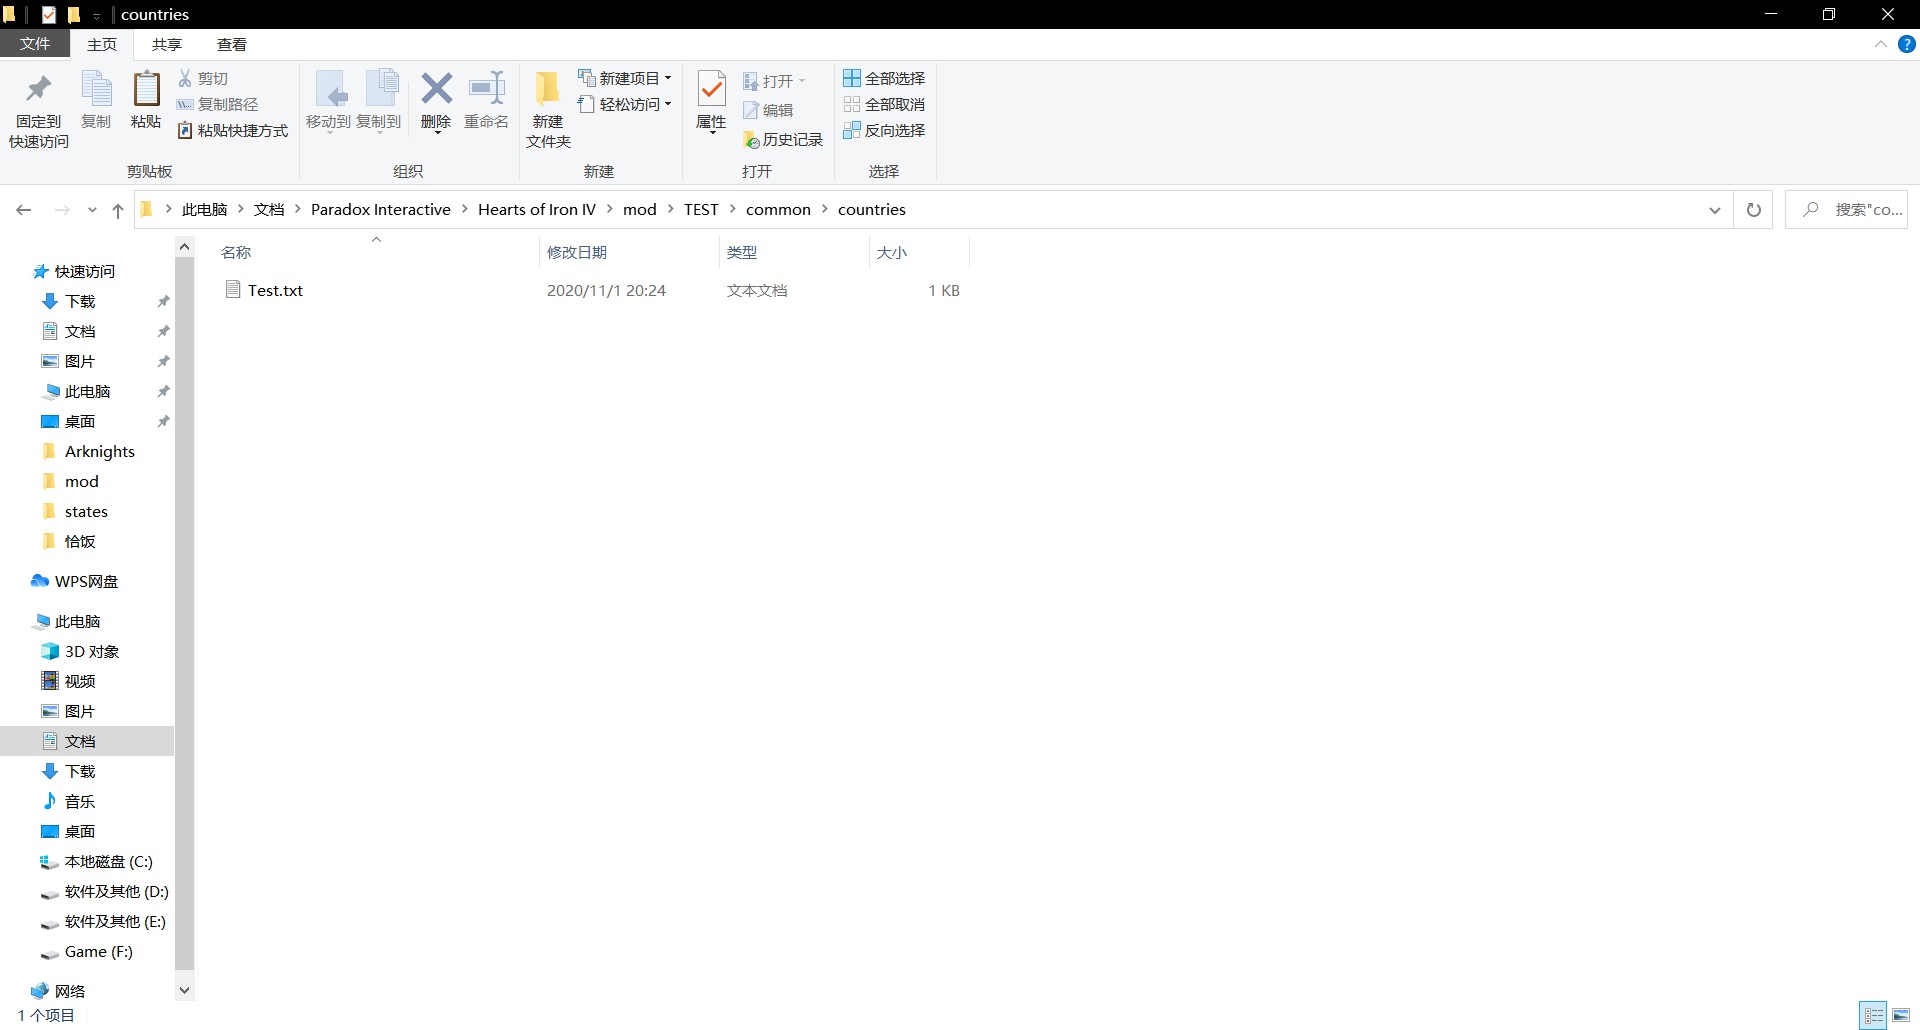 countries
文件 主页 共享 查看
固定到
快速访问
复制
粘贴
剪切
复制路径
粘贴快捷方式
剪贴板
移动到 复制到 删除 重命名
组织
新建
文件夹
新建项目
轻松访问
新建
属性
打开
编辑
历史记录
打开
全部选择
全部取消
反向选择
选择
此电脑 文档 Paradox Interactive Hearts of Iron IV mod TEST common countries
搜索"co...
名称 修改日期 类型 大小
Test.txt 2020/11/1 20:24 文本文档 1 KB
快速访问
下载
文档
图片
此电脑
桌面
Arknights
mod
states
恰饭
WPS网盘
此电脑
3D 对象
视频
图片
文档
下载
音乐
桌面
本地磁盘 (C:)
软件及其他 (D:)
软件及其他 (E:)
Game (F:)
网络
1 个项目